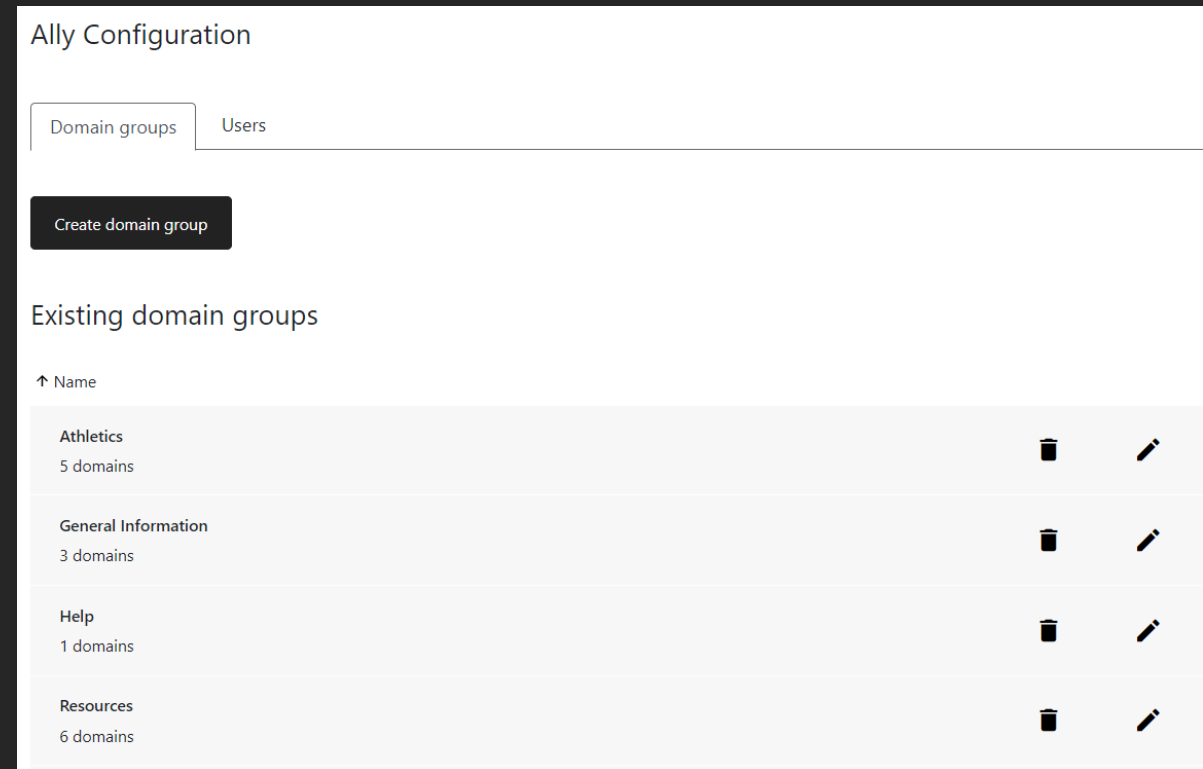 Ally Configuration
Domain groups
Users
Create domain group
Existing domain groups
Name
Athletics
5 domains
General Information
3 domains
Help
1 domains
Resources
6 domains